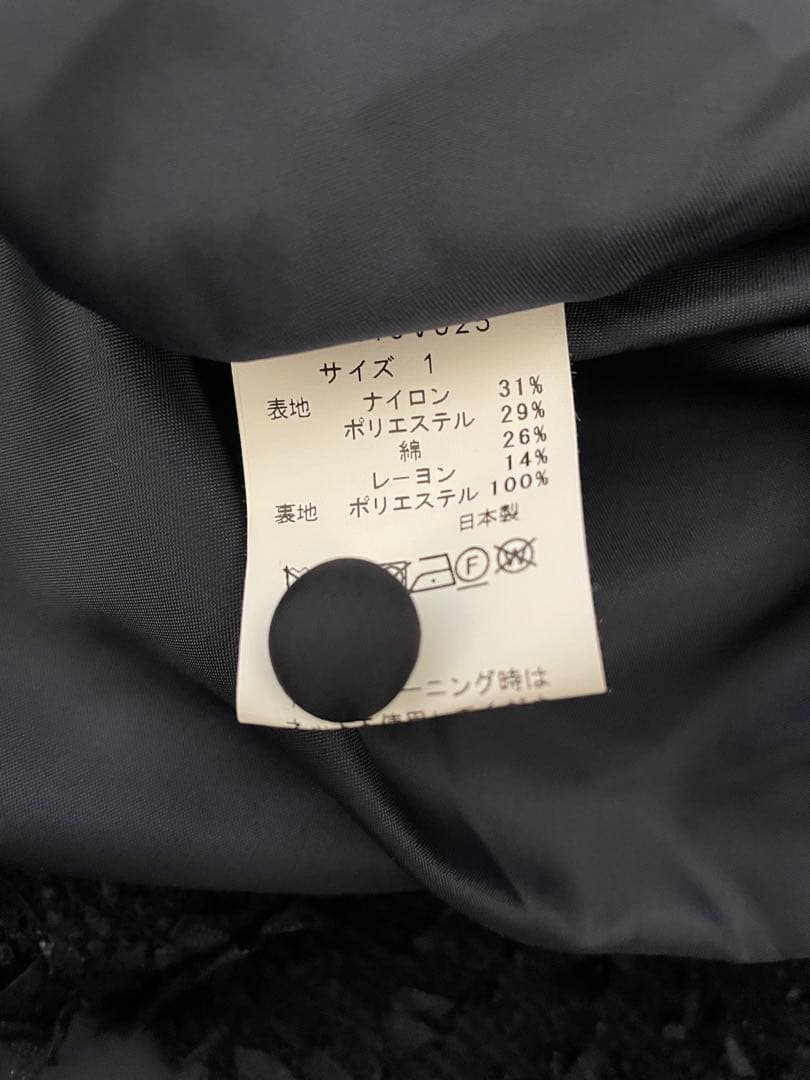 サイズ 1
表地 ナイロン 31%
ポリエステル 29%
綿 26%
レーヨン 14%
裏地 ポリエステル 100%
日本製
F W
ーニング時は